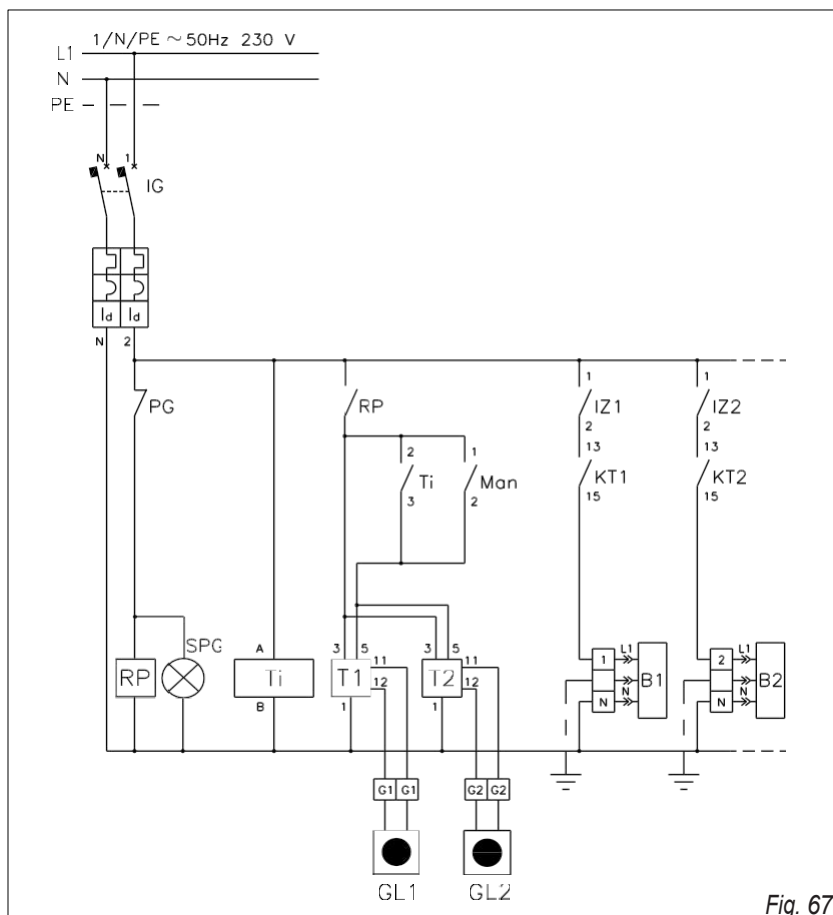 1/N/PE ~ 50Hz 230 V
L1
N
PE
N 1
IG
Id Id
N 2
PG
RP
1
IZ1
2
1
IZ2
2
2
Ti
3
1
Man
2
13
KT1
15
13
KT2
15
SPG
RP
A
Ti
B
3 5
T1
11
12
1
3 5
T2
11
12
1
1
L1
N
N
B1
2
L1
N
N
B2
G1 G1
G2 G2
GL1
GL2
Fig. 67